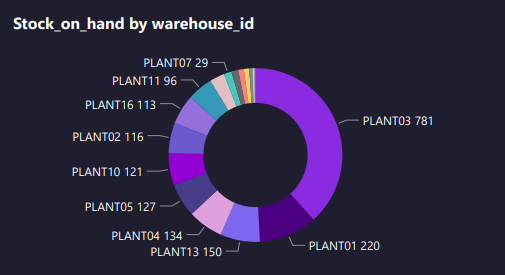 Stock_on_hand by warehouse_id
PLANT07 29
PLANT11 96
PLANT16 113
PLANT03 781
PLANT02 116
PLANT10 121
PLANT05 127
PLANT04 134
PLANT01 220
PLANT13 150